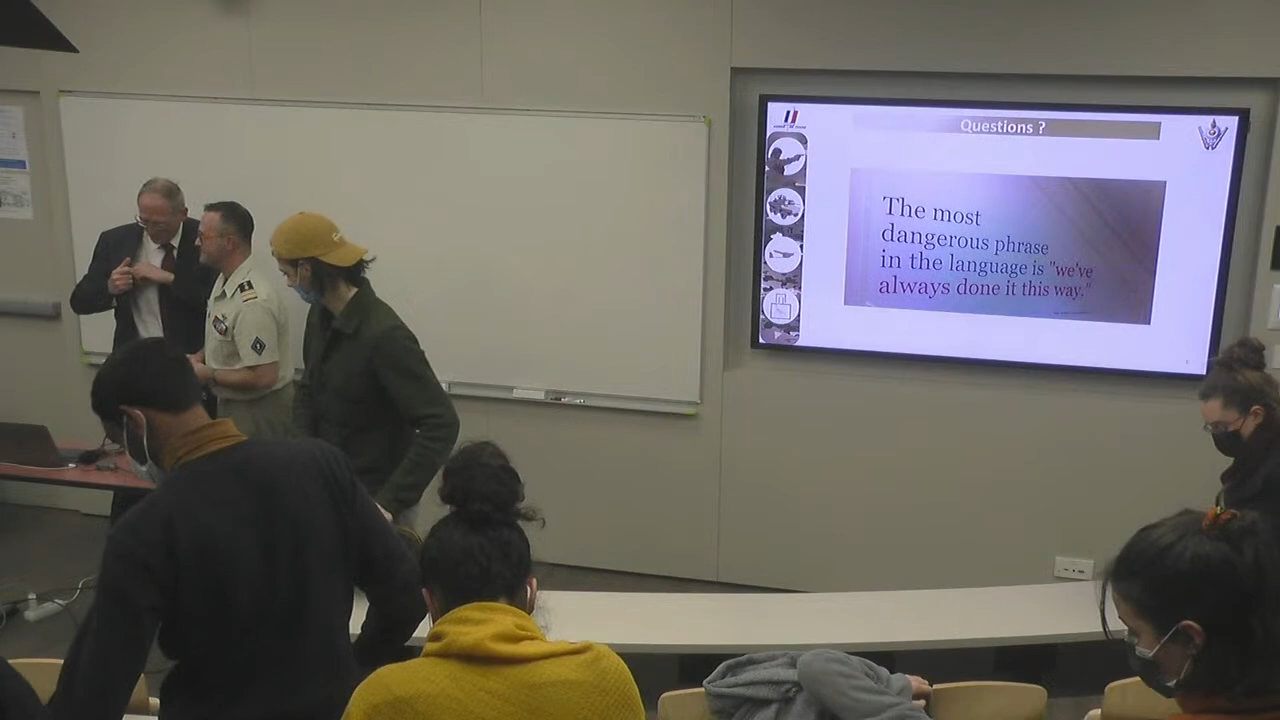 Questions ?
The most
dangerous phrase
in the language is "we've
always done it this way."